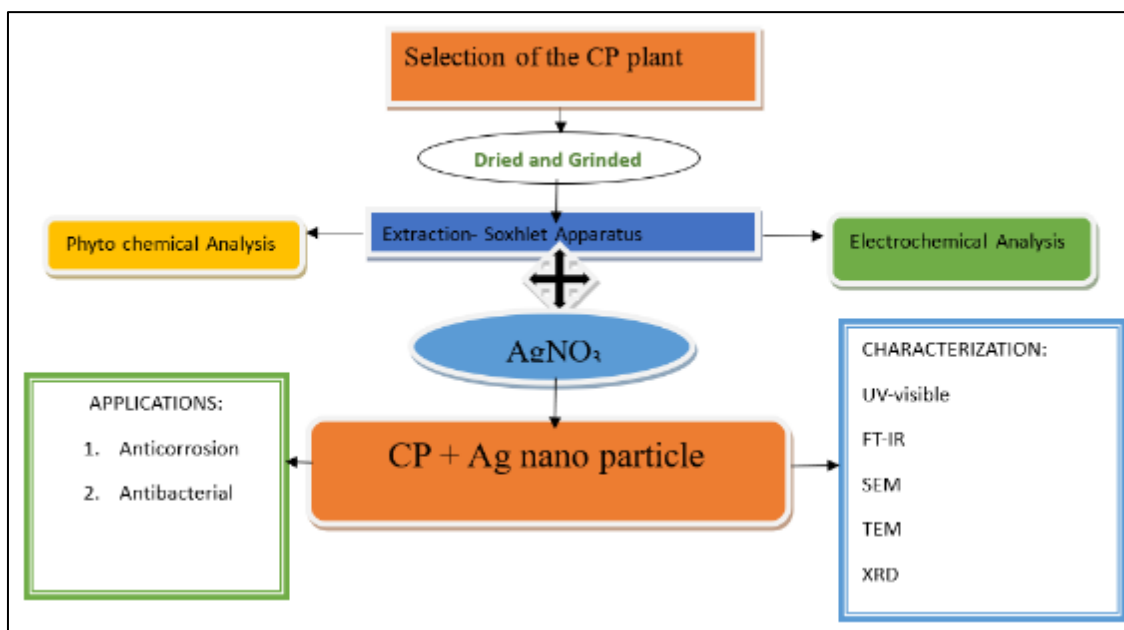 Selection of the CP plant
Dried and Grinded
Phyto chemical Analysis
Extraction- Soxhlet Apparatus
Electrochemical Analysis
AgNO₃
APPLICATIONS:
1. Anticorrosion
2. Antibacterial
CP + Ag nano particle
CHARACTERIZATION:
UV-visible
FT-IR
SEM
TEM
XRD